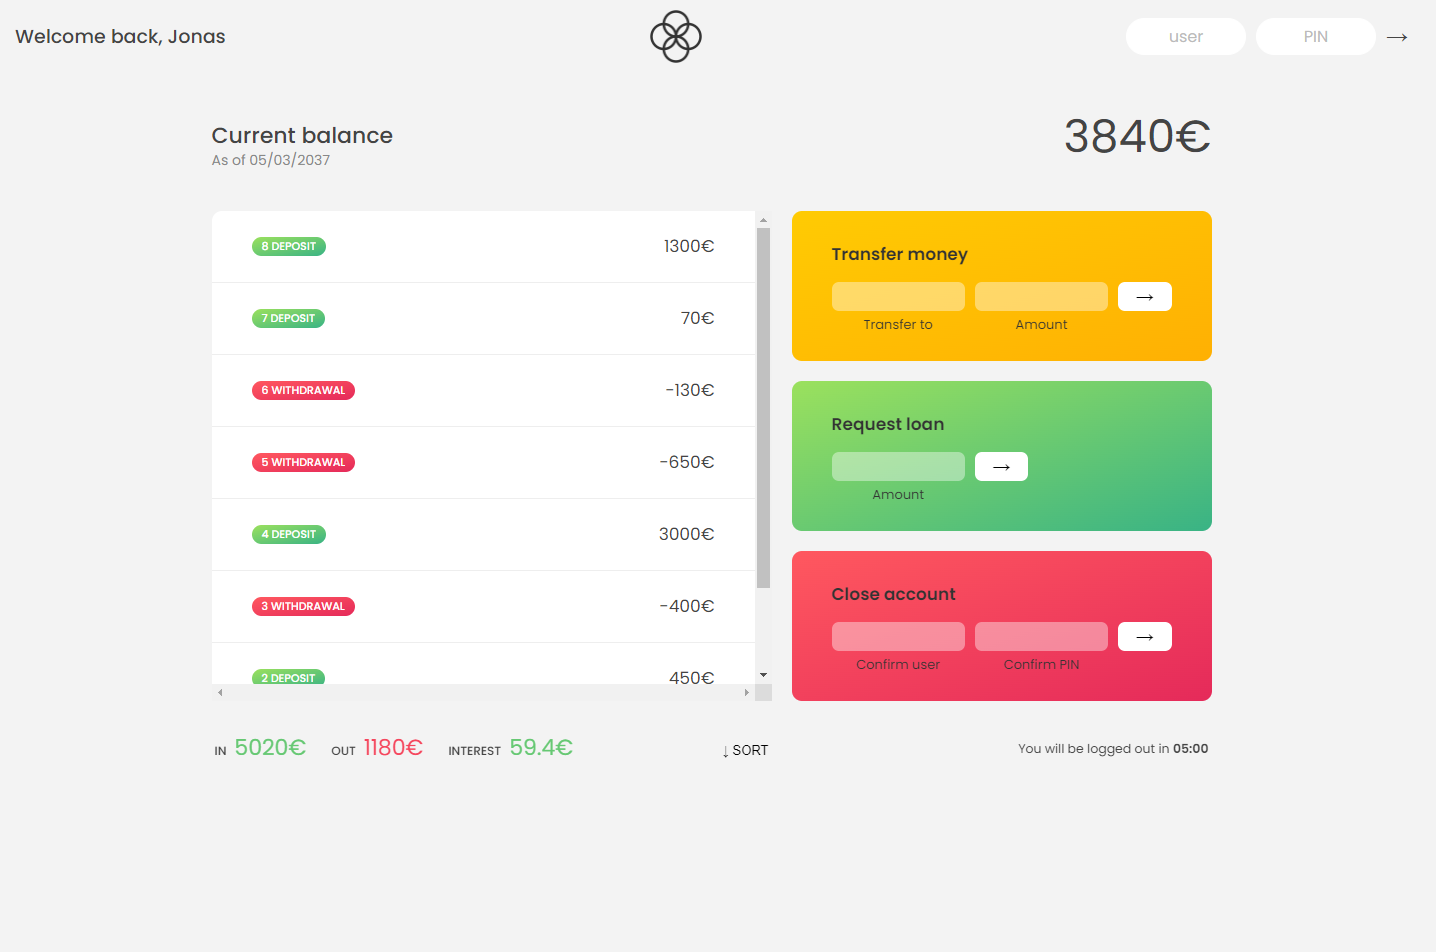 Welcome back, Jonas
user
PIN
→
Current balance
As of 05/03/2037
3840€
8 DEPOSIT
1300€
7 DEPOSIT
70€
6 WITHDRAWAL
-130€
5 WITHDRAWAL
-650€
4 DEPOSIT
3000€
3 WITHDRAWAL
-400€
2 DEPOSIT
450€
Transfer money
→
Transfer to
Amount
Request loan
→
Amount
Close account
→
Confirm user
Confirm PIN
IN 5020€ OUT 1180€ INTEREST 59.4€
↓ SORT
You will be logged out in 05:00